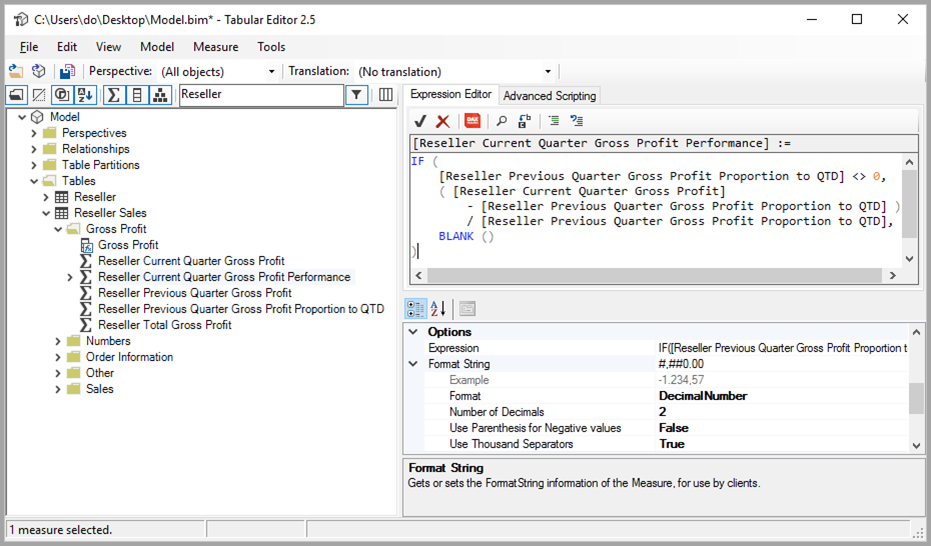 C:\Users\do\Desktop\Model.bim* - Tabular Editor 2.5
File Edit View Model Measure Tools
Perspective: (All objects) Translation: (No translation)
Reseller
Model
Perspectives
Relationships
Table Partitions
Tables
Reseller
Reseller Sales
Gross Profit
Gross Profit
Reseller Current Quarter Gross Profit
Reseller Current Quarter Gross Profit Performance
Reseller Previous Quarter Gross Profit
Reseller Previous Quarter Gross Profit Proportion to QTD
Reseller Total Gross Profit
Numbers
Order Information
Other
Sales
Expression Editor Advanced Scripting
[Reseller Current Quarter Gross Profit Performance] :=
IF (
[Reseller Previous Quarter Gross Profit Proportion to QTD] <> 0,
( [Reseller Current Quarter Gross Profit]
- [Reseller Previous Quarter Gross Profit Proportion to QTD] )
/ [Reseller Previous Quarter Gross Profit Proportion to QTD],
BLANK ()
)
Options
Expression IF([Reseller Previous Quarter Gross Profit Proportion t
Format String #,##0.00
Example -1.234,57
Format DecimalNumber
Number of Decimals 2
Use Parenthesis for Negative values False
Use Thousand Separators True
Format String
Gets or sets the FormatString information of the Measure, for use by clients.
1 measure selected.